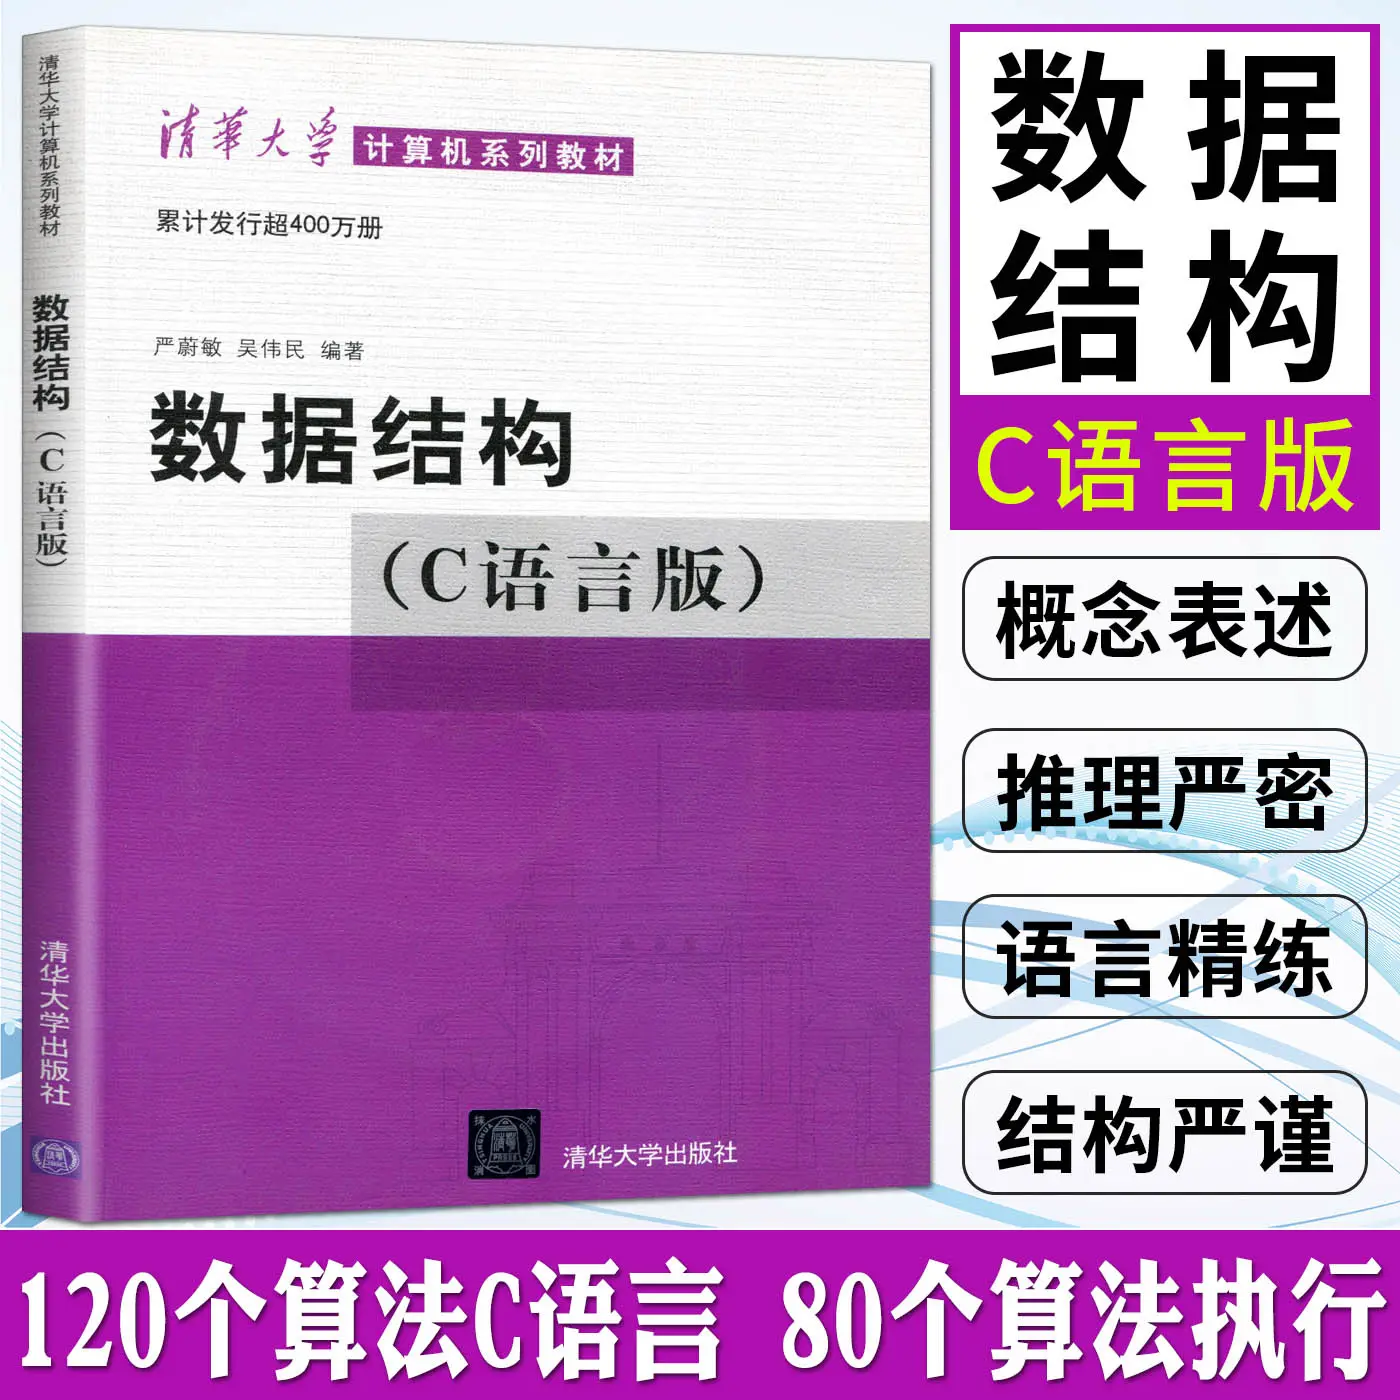 清华大学计算机系列教材
数据结构（C语言版）
清华大学出版社
清華大学 计算机系列教材
累计发行超400万册
严蔚敏 吴伟民 编著
数据结构
（C语言版）
清华大学出版社
数据
结构
C语言版
概念表述
推理严密
语言精练
结构严谨
120个算法C语言 80个算法执行